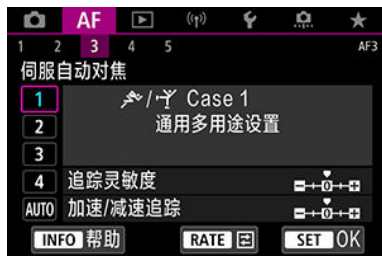 AF
1 2 3 4 5 AF3
伺服自动对焦
1 Case 1
2 通用多用途设置
3
4 追踪灵敏度 0
AUTO 加速/减速追踪 0
INFO 帮助 RATE SET OK